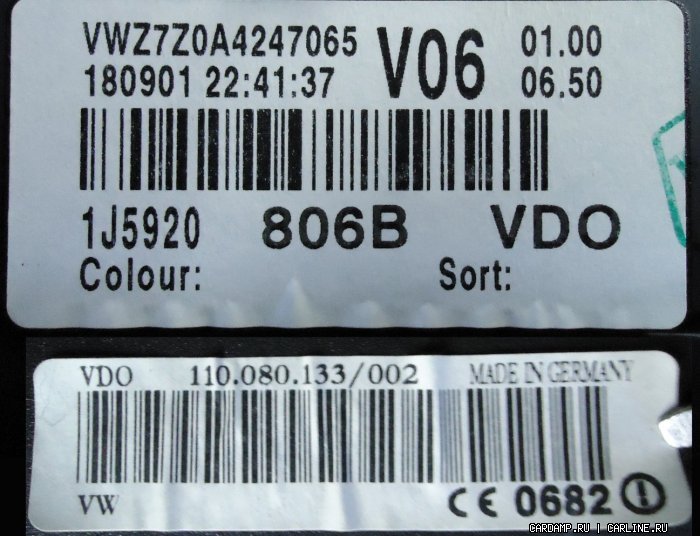 VWZ7Z0A4247065 V06 01.00
180901 22:41:37 06.50
1J5920 806B VDO
Colour: Sort:
VDO 110.080.133/002 MADE IN GERMANY
VW CE 0682
CARDAMP.RU | CARLINE.RU